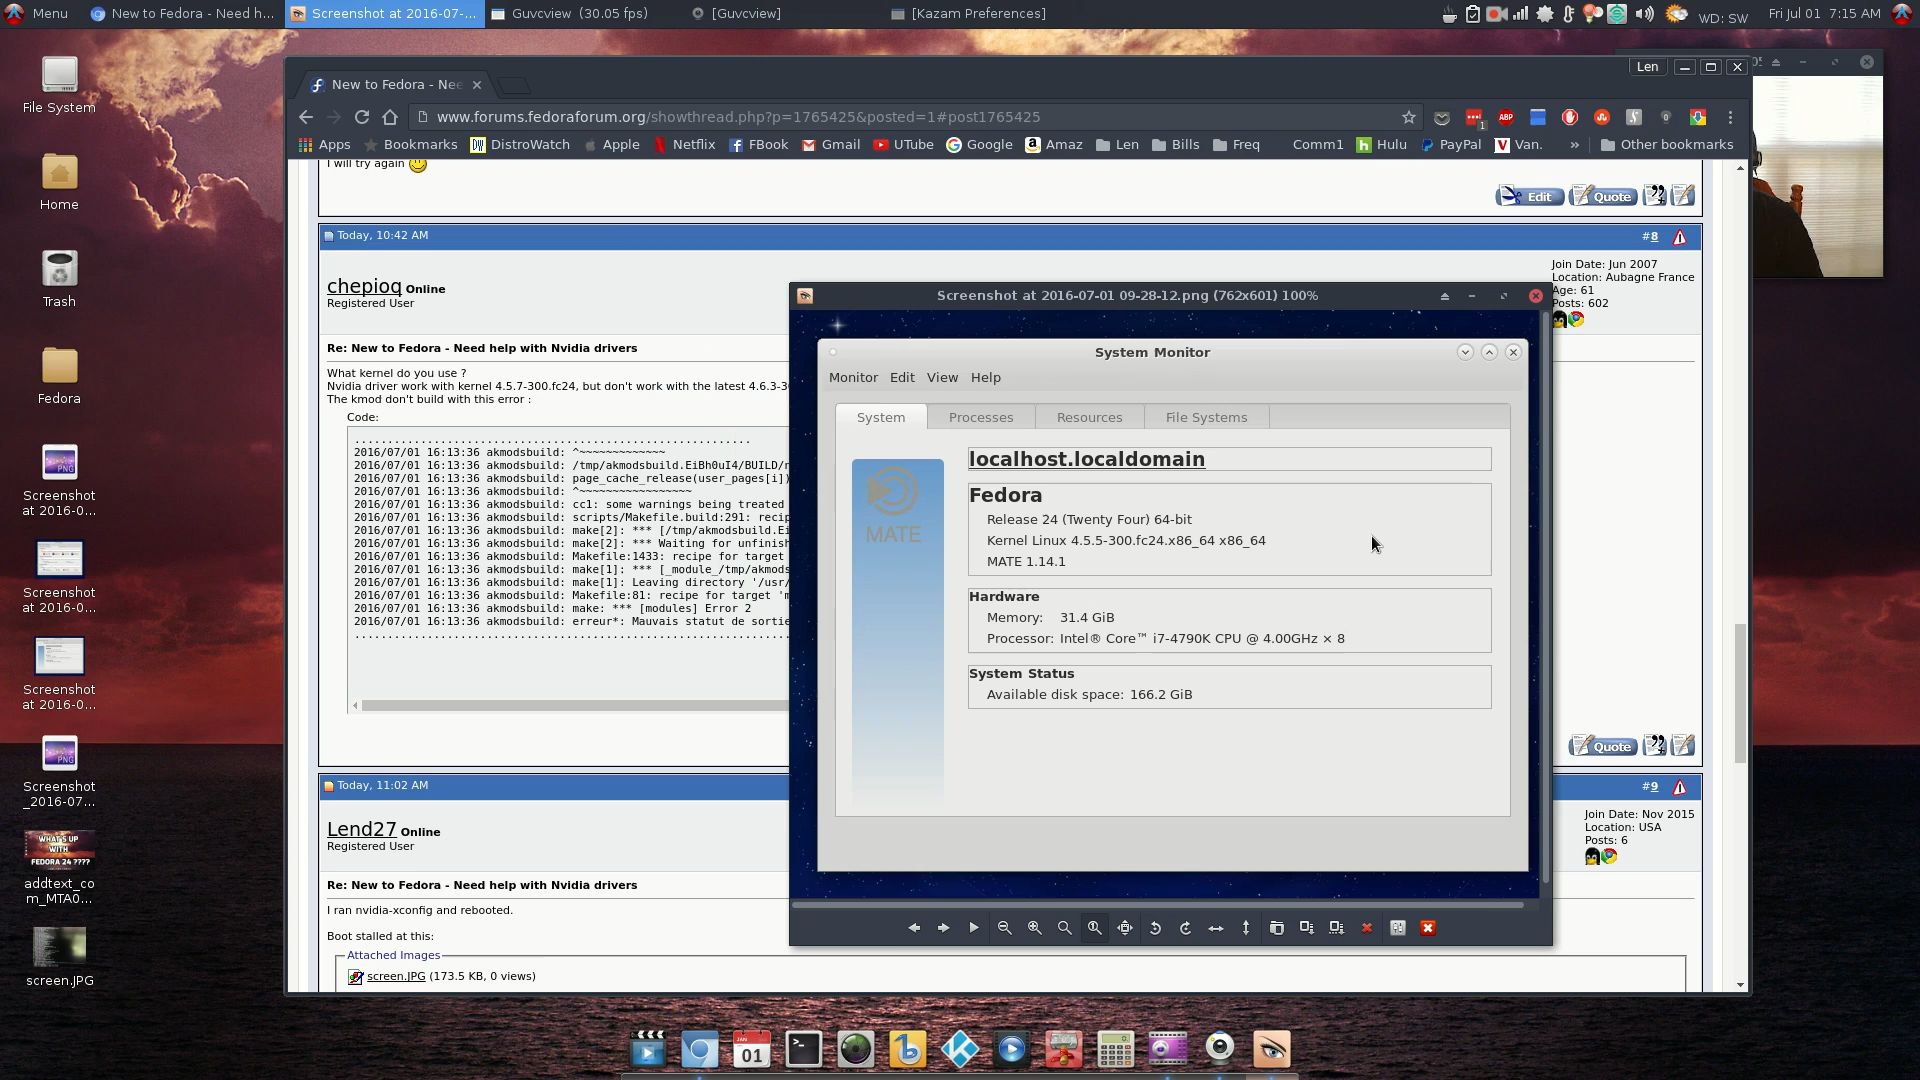 Menu
New to Fedora - Need h...
Screenshot at 2016-07-...
Guvcview (30.05 fps)
[Guvcview]
[Kazam Preferences]
WD: SW
Fri Jul 01 7:15 AM
File System
Home
Trash
Fedora
Screenshot
at 2016-0...
Screenshot
at 2016-0...
Screenshot
at 2016-0...
Screenshot
_2016-07...
WHAT'S UP
WITH
FEDORA 24 ????
addtext_co
m_MTA0...
screen.JPG
New to Fedora - Nee
Len
www.forums.fedoraforum.org/showthread.php?p=1765425&posted=1#post1765425
ABP
1
Apps
Bookmarks
DW DistroWatch
Apple
Netflix
FBook
Gmail
UTube
Google
Amaz
Len
Bills
Freq
Comm1
Hulu
PayPal
Van.
»
Other bookmarks
I will try again
Edit
Quote
Today, 10:42 AM
#8
chepioq Online
Registered User
Join Date: Jun 2007
Location: Aubagne France
Age: 61
Posts: 602
Re: New to Fedora - Need help with Nvidia drivers
What kernel do you use ?
Nvidia driver work with kernel 4.5.7-300.fc24, but don't work with the latest 4.6.3-3
The kmod don't build with this error :
Code:
............................................................
2016/07/01 16:13:36 akmodsbuild: ^~~~~~~~~~~~~~
2016/07/01 16:13:36 akmodsbuild: /tmp/akmodsbuild.EiBh0uI4/BUILD/n
2016/07/01 16:13:36 akmodsbuild: page_cache_release(user_pages[i])
2016/07/01 16:13:36 akmodsbuild: ^~~~~~~~~~~~~~~~~~
2016/07/01 16:13:36 akmodsbuild: cc1: some warnings being treated
2016/07/01 16:13:36 akmodsbuild: scripts/Makefile.build:291: recip
2016/07/01 16:13:36 akmodsbuild: make[2]: *** [/tmp/akmodsbuild.Ei
2016/07/01 16:13:36 akmodsbuild: make[2]: *** Waiting for unfinish
2016/07/01 16:13:36 akmodsbuild: Makefile:1433: recipe for target
2016/07/01 16:13:36 akmodsbuild: make[1]: *** [_module_/tmp/akmods
2016/07/01 16:13:36 akmodsbuild: make[1]: Leaving directory '/usr/
2016/07/01 16:13:36 akmodsbuild: Makefile:81: recipe for target 'm
2016/07/01 16:13:36 akmodsbuild: make: *** [modules] Error 2
2016/07/01 16:13:36 akmodsbuild: erreur*: Mauvais statut de sortie
Quote
Today, 11:02 AM
#9
Lend27 Online
Registered User
Join Date: Nov 2015
Location: USA
Posts: 6
Re: New to Fedora - Need help with Nvidia drivers
I ran nvidia-xconfig and rebooted.
Boot stalled at this:
Attached Images
screen.JPG (173.5 KB, 0 views)
Screenshot at 2016-07-01 09-28-12.png (762x601) 100%
System Monitor
Monitor Edit View Help
System
Processes
Resources
File Systems
MATE
localhost.localdomain
Fedora
Release 24 (Twenty Four) 64-bit
Kernel Linux 4.5.5-300.fc24.x86_64 x86_64
MATE 1.14.1
Hardware
Memory: 31.4 GiB
Processor: Intel® Core™ i7-4790K CPU @ 4.00GHz × 8
System Status
Available disk space: 166.2 GiB
JAN
01